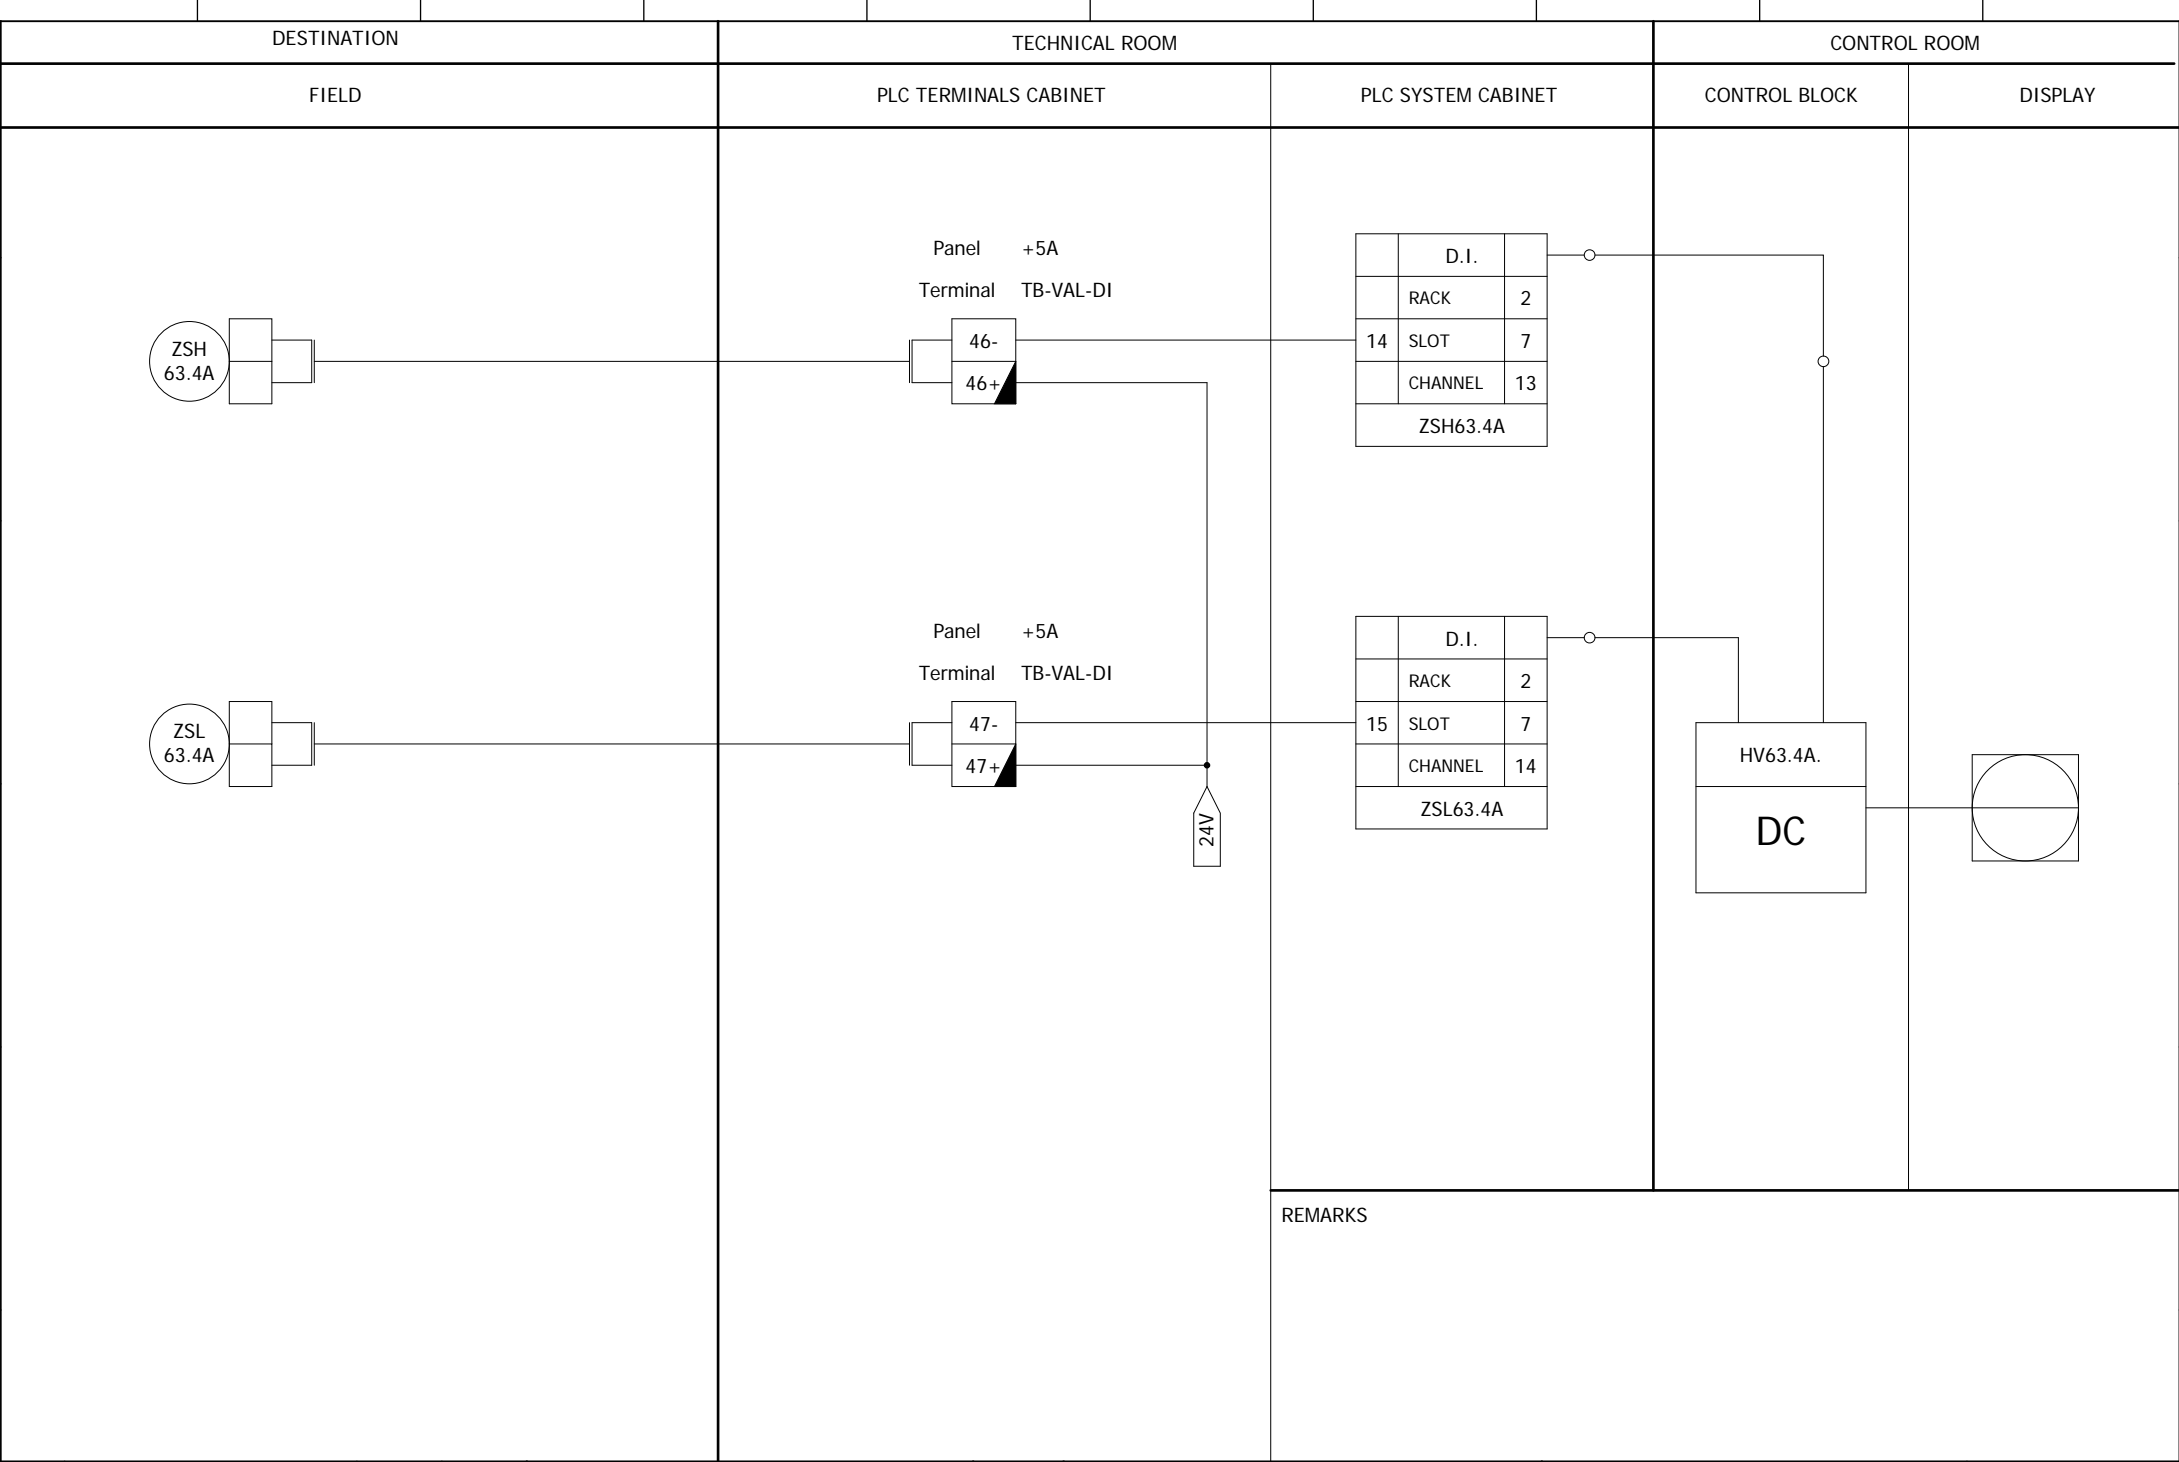 DESTINATION
TECHNICAL ROOM
CONTROL ROOM
FIELD
PLC TERMINALS CABINET
PLC SYSTEM CABINET
CONTROL BLOCK
DISPLAY
Panel +5A
Terminal TB-VAL-DI
ZSH
63.4A
46-
46+
D.I.
RACK 2
14 SLOT 7
CHANNEL 13
ZSH63.4A
Panel +5A
Terminal TB-VAL-DI
ZSL
63.4A
47-
47+
24V
D.I.
RACK 2
15 SLOT 7
CHANNEL 14
ZSL63.4A
HV63.4A.
DC
REMARKS